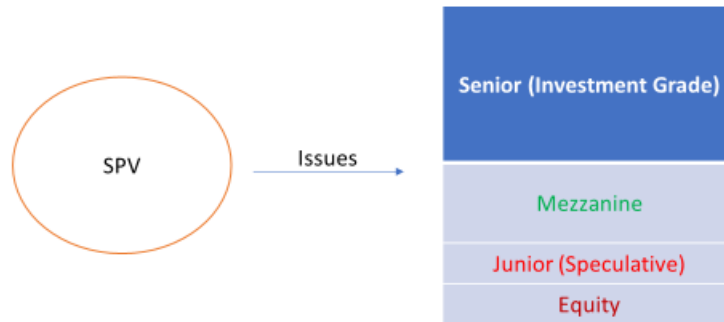 SPV
Issues
Senior (Investment Grade)
Mezzanine
Junior (Speculative)
Equity